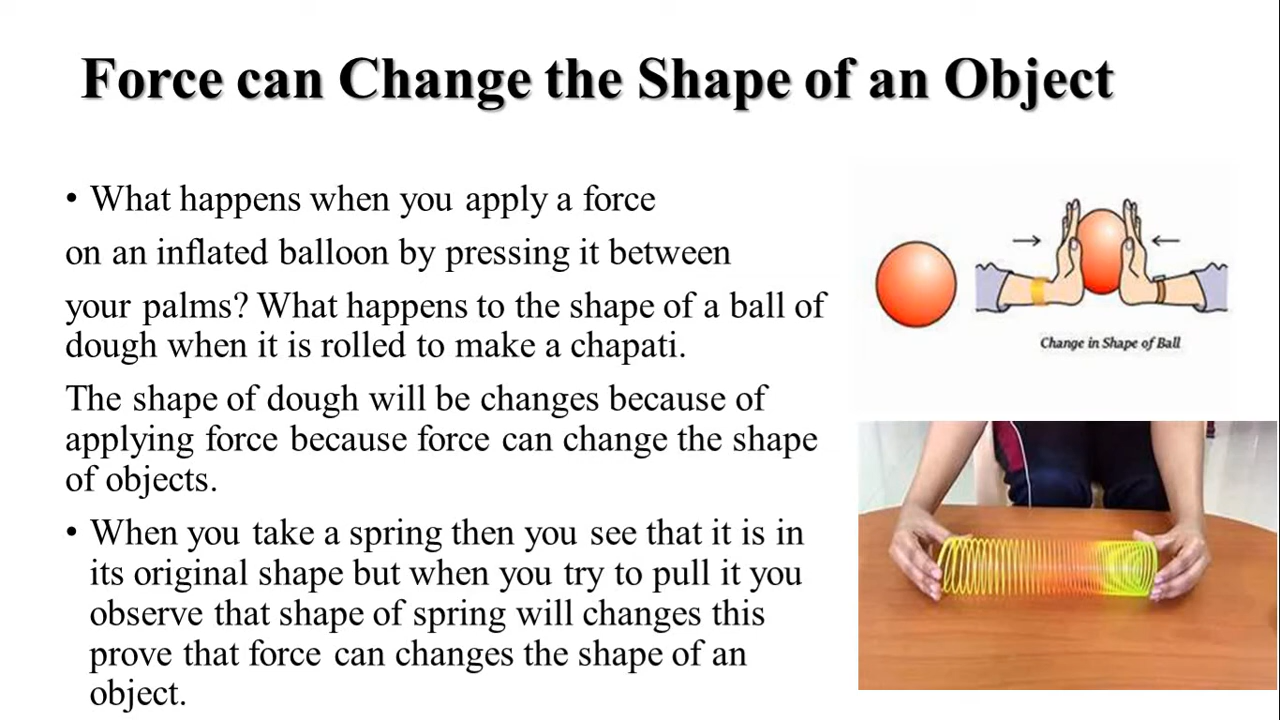 Force can Change the Shape of an Object
• What happens when you apply a force
on an inflated balloon by pressing it between
your palms? What happens to the shape of a ball of
dough when it is rolled to make a chapati.
The shape of dough will be changes because of
applying force because force can change the shape
of objects.
• When you take a spring then you see that it is in
its original shape but when you try to pull it you
observe that shape of spring will changes this
prove that force can changes the shape of an
object.
Change in Shape of Ball